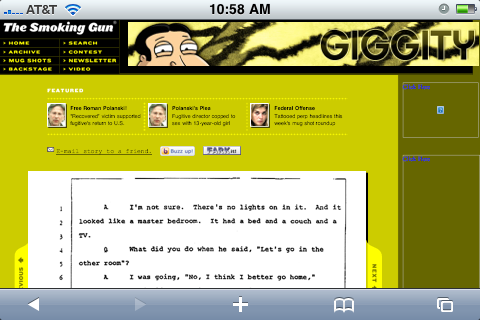 AT&T 10:58 AM
The Smoking Gun®
HOME SEARCH
ARCHIVE CONTEST
MUG SHOTS NEWSLETTER
BACKSTAGE VIDEO
GIGGITY
FEATURED
Free Roman Polanski!
"Recovered" victim supported
fugitive's return to U.S.
Polanski's Plea
Fugitive director copped to
sex with 13-year-old girl
Federal Offense
Tattooed perp headlines this
week's mug shot roundup
E-mail story to a friend.
Buzz up!
FARK it!
1 A. I'm not sure. There's no lights on in it. And it
2 looked like a master bedroom. It had a bed and a couch and a
3 TV.
4 Q What did you do when he said, "Let's go in the
5 other room"?
6 A I was going, "No, I think I better go home,"
NEXT